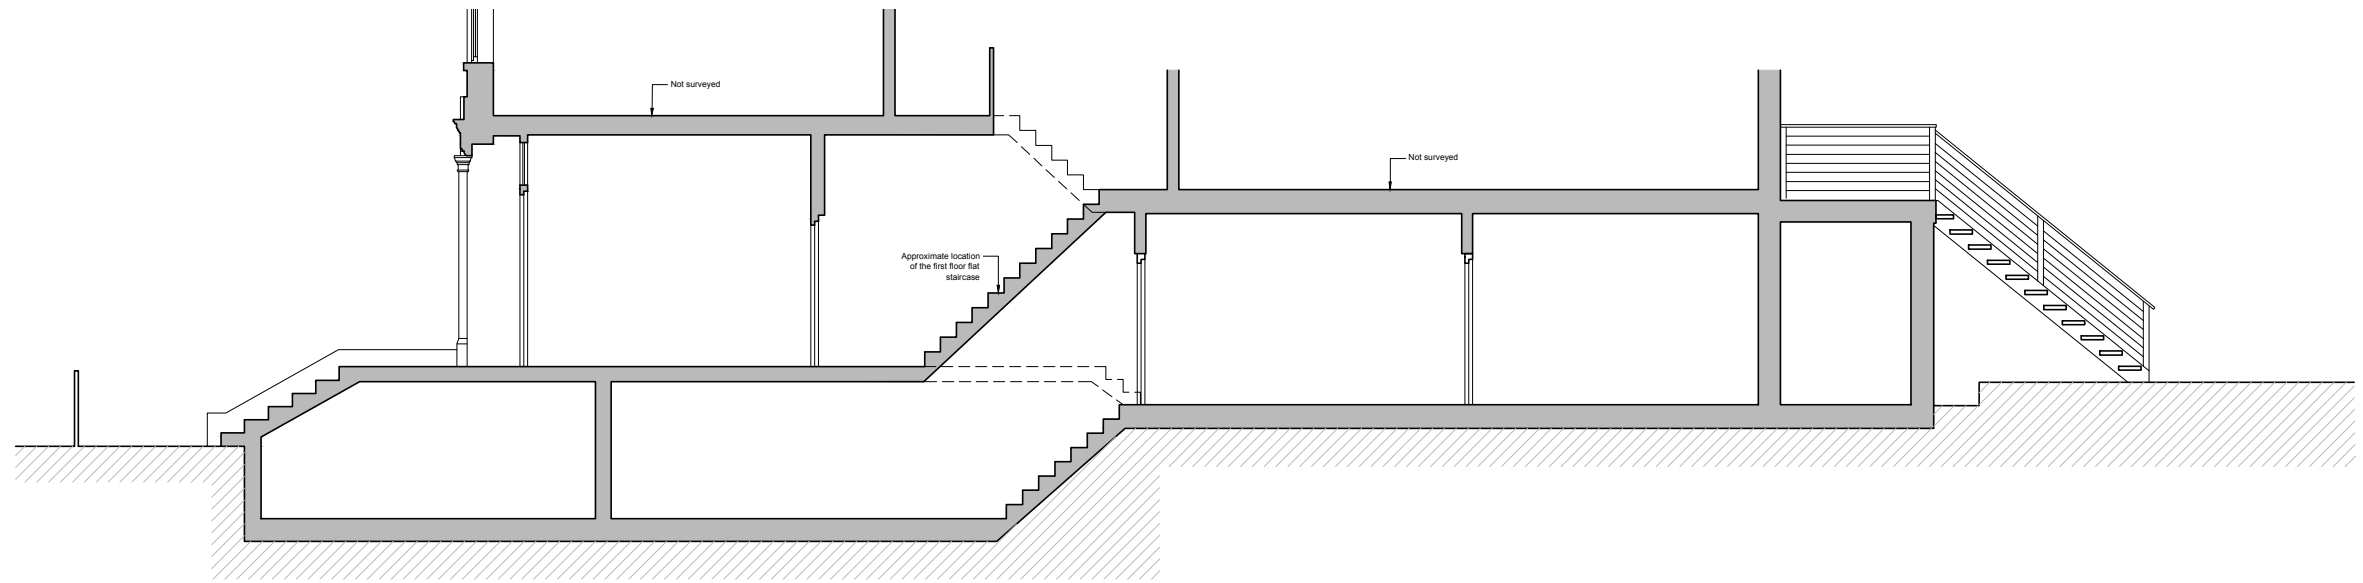 Not surveyed
Not surveyed
Approximate location
of the first floor flat
staircase